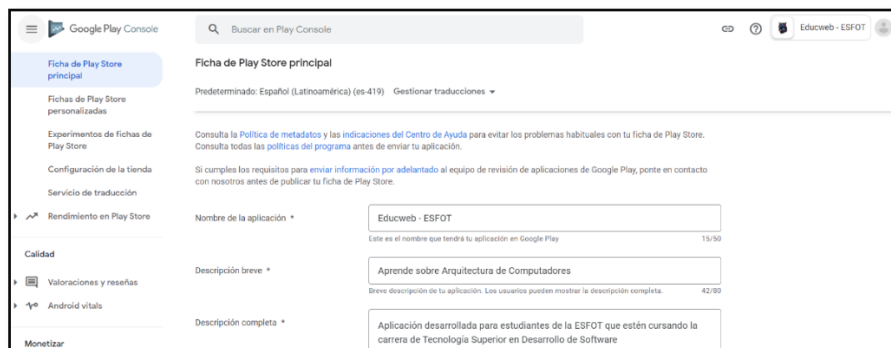 Google Play Console
Buscar en Play Console
Educweb - ESFOT
Ficha de Play Store
principal
Fichas de Play Store
personalizadas
Experimentos de fichas de
Play Store
Configuración de la tienda
Servicio de traducción
Rendimiento en Play Store
Calidad
Valoraciones y reseñas
Android vitals
Monetizar
Ficha de Play Store principal
Predeterminado: Español (Latinoamérica) (es-419) Gestionar traducciones
Consulta la Política de metadatos y las indicaciones del Centro de Ayuda para evitar los problemas habituales con tu ficha de Play Store.
Consulta todas las políticas del programa antes de enviar tu aplicación.
Si cumples los requisitos para enviar información por adelantado al equipo de revisión de aplicaciones de Google Play, ponte en contacto
con nosotros antes de publicar tu ficha de Play Store.
Nombre de la aplicación *
Educweb - ESFOT
Este es el nombre que tendrá tu aplicación en Google Play 15/50
Descripción breve *
Aprende sobre Arquitectura de Computadores
Breve descripción de tu aplicación. Los usuarios pueden mostrar la descripción completa. 42/80
Descripción completa *
Aplicación desarrollada para estudiantes de la ESFOT que estén cursando la
carrera de Tecnología Superior en Desarrollo de Software